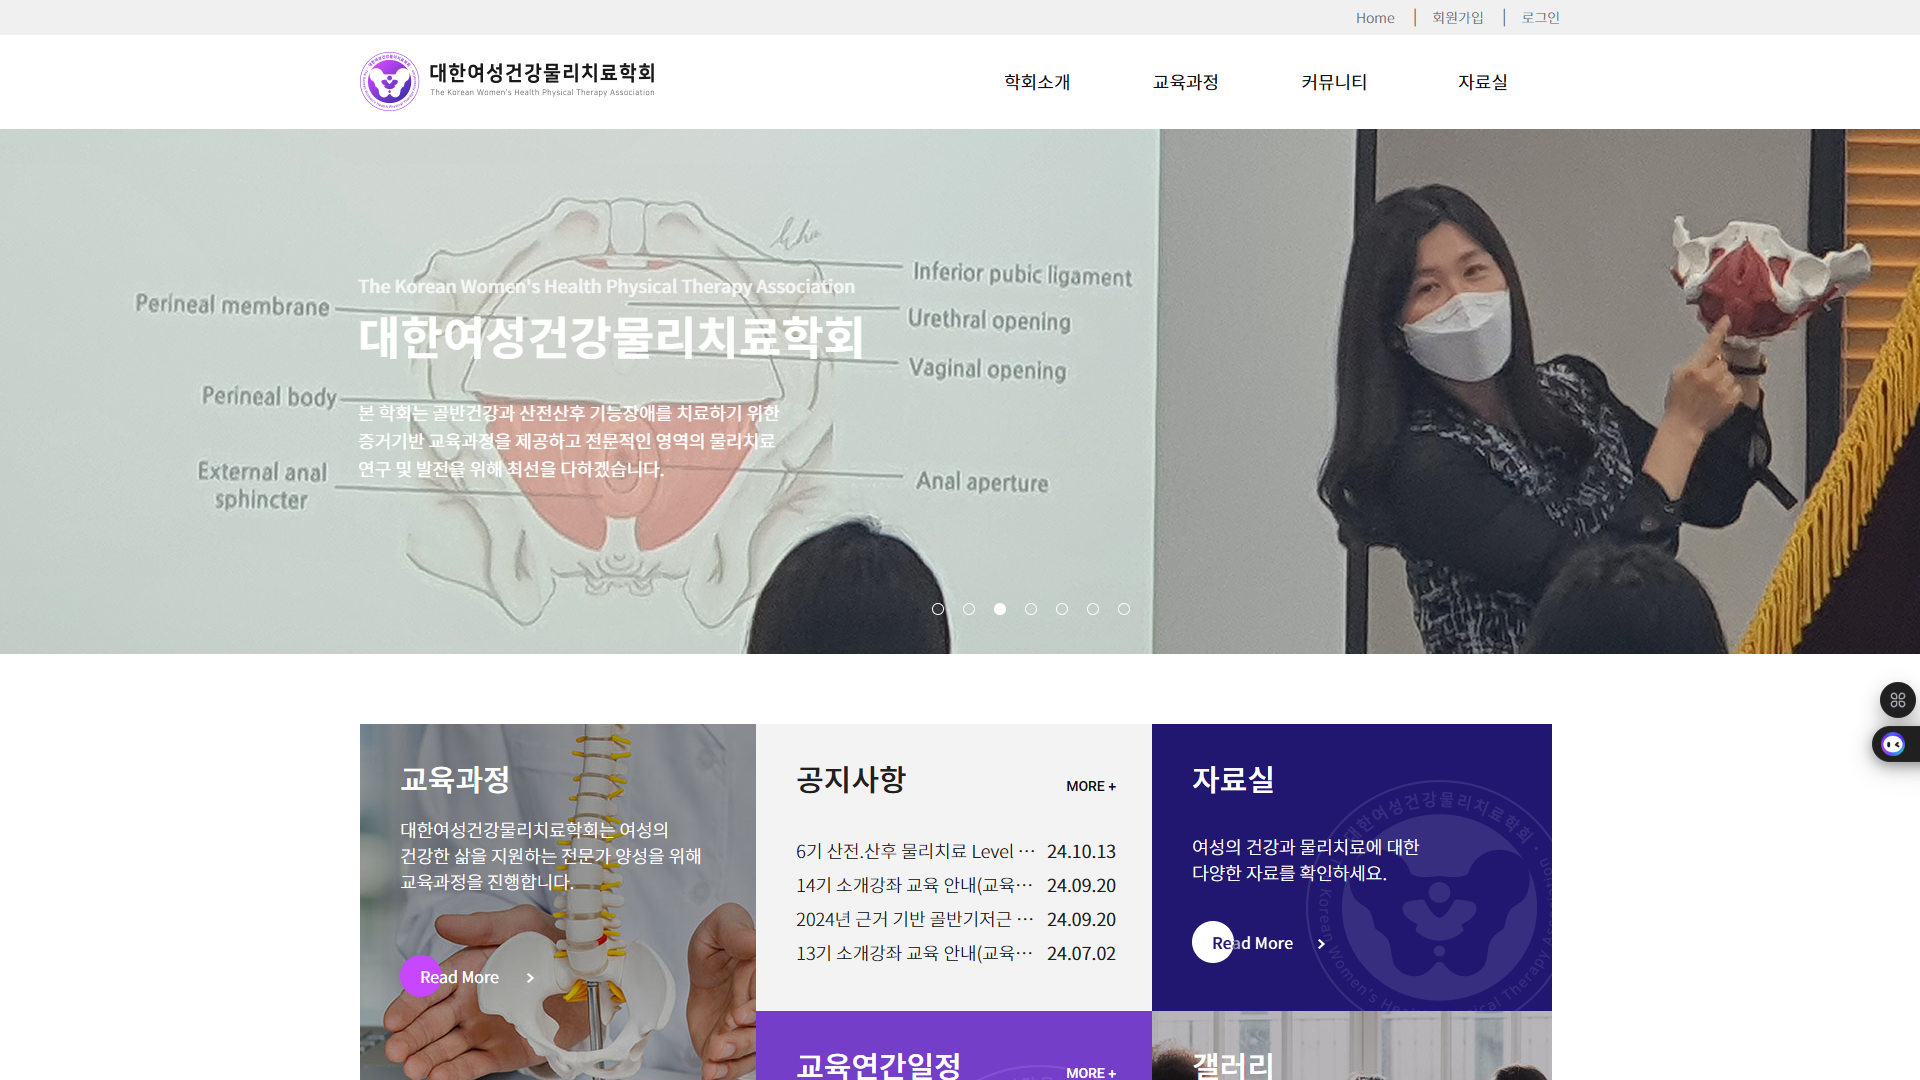 Home
회원가입
로그인
대한여성건강물리치료학회
The Korean Women's Health Physical Therapy Association
학회소개
교육과정
커뮤니티
자료실
Inferior pubic ligament
Perineal membrane
Urethral opening
Vaginal opening
Perineal body
External anal
sphincter
Anal aperture
The Korean Women's Health Physical Therapy Association
대한여성건강물리치료학회
본 학회는 골반건강과 산전산후 기능장애를 치료하기 위한
증거기반 교육과정을 제공하고 전문적인 영역의 물리치료
연구 및 발전을 위해 최선을 다하겠습니다.
교육과정
대한여성건강물리치료학회는 여성의
건강한 삶을 지원하는 전문가 양성을 위해
교육과정을 진행합니다.
Read More
공지사항
MORE +
6기 산전.산후 물리치료 Level ··· 24.10.13
14기 소개강좌 교육 안내(교육··· 24.09.20
2024년 근거 기반 골반기저근 ··· 24.09.20
13기 소개강좌 교육 안내(교육··· 24.07.02
자료실
여성의 건강과 물리치료에 대한
다양한 자료를 확인하세요.
Read More
교육연간일정
MORE +
갤러리